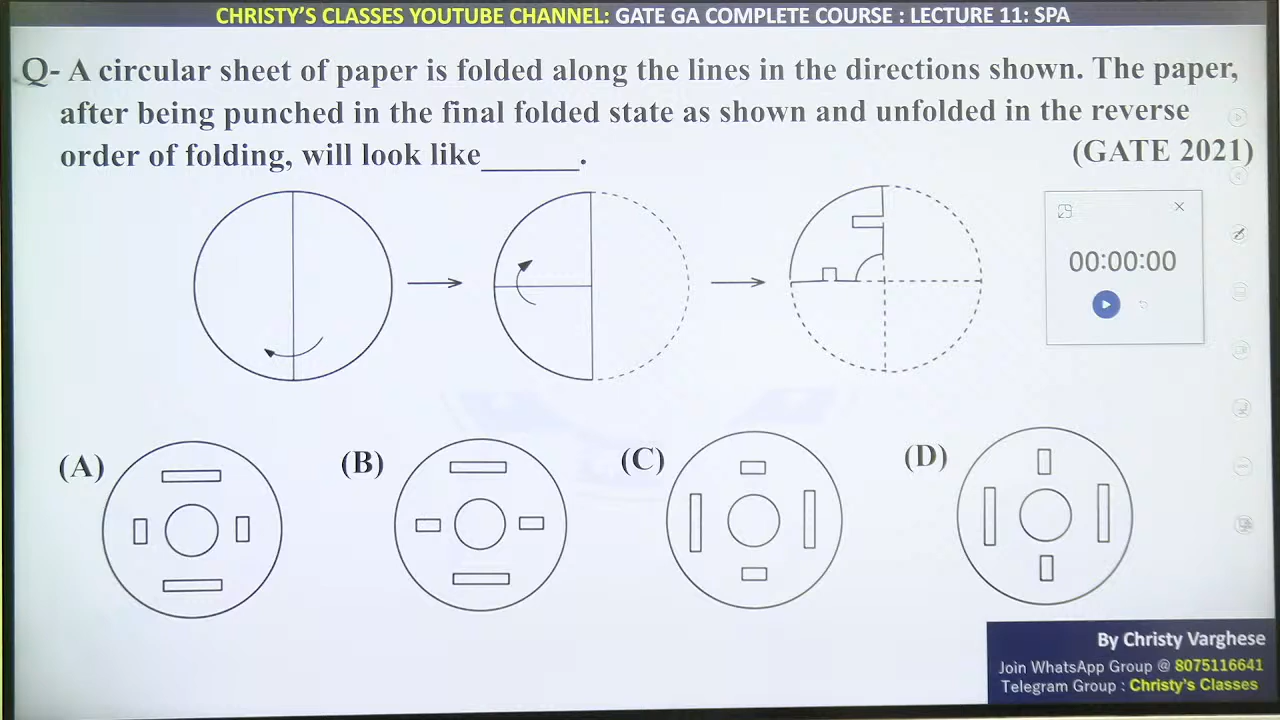 CHRISTY'S CLASSES YOUTUBE CHANNEL: GATE GA COMPLETE COURSE : LECTURE 11: SPA
Q- A circular sheet of paper is folded along the lines in the directions shown. The paper,
after being punched in the final folded state as shown and unfolded in the reverse
order of folding, will look like______.
(GATE 2021)
00:00:00
(A)
(B)
(C)
(D)
By Christy Varghese
Join WhatsApp Group @ 8075116641
Telegram Group : Christy's Classes